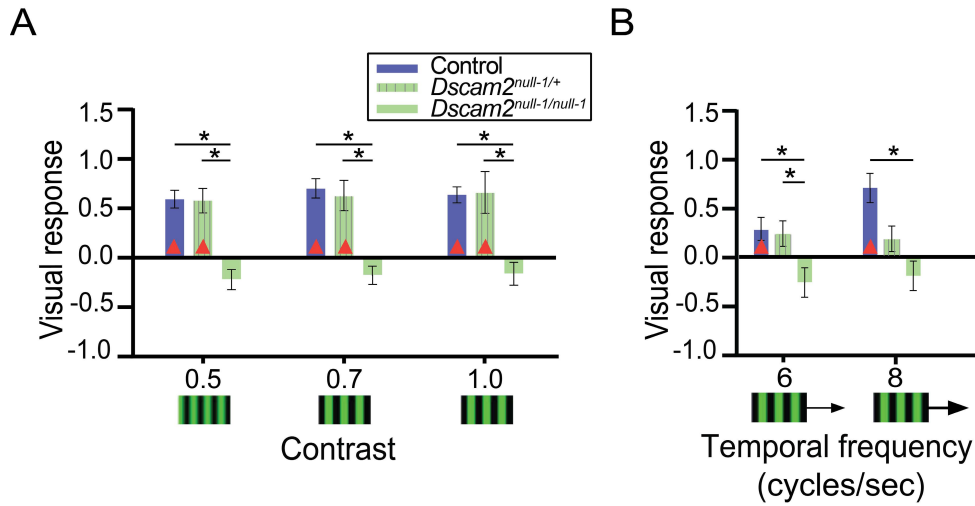 A
B
Control
Dscam2null-1/+
Dscam2null-1/null-1
Visual response
1.5
1.0
0.5
0.0
-0.5
-1.0
* * *
* * *
0.5 0.7 1.0
Contrast
Visual response
1.5
1.0
0.5
0.0
-0.5
-1.0
* *
*
6 8
Temporal frequency
(cycles/sec)